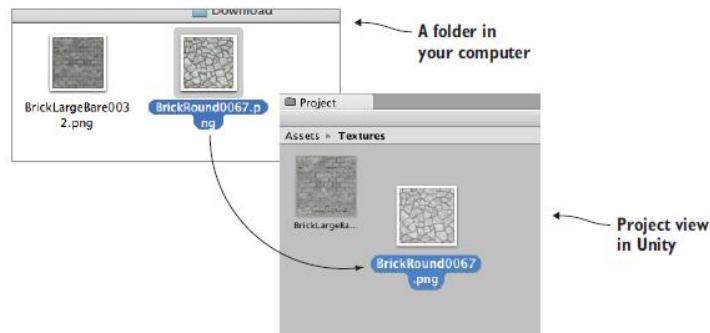 Download
A folder in
your computer
BrickLargeBare003
2.png
BrickRound0067.p
ng
Project
Assets ▸ Textures
BrickLargeBa...
BrickRound0067
.png
Project view
in Unity